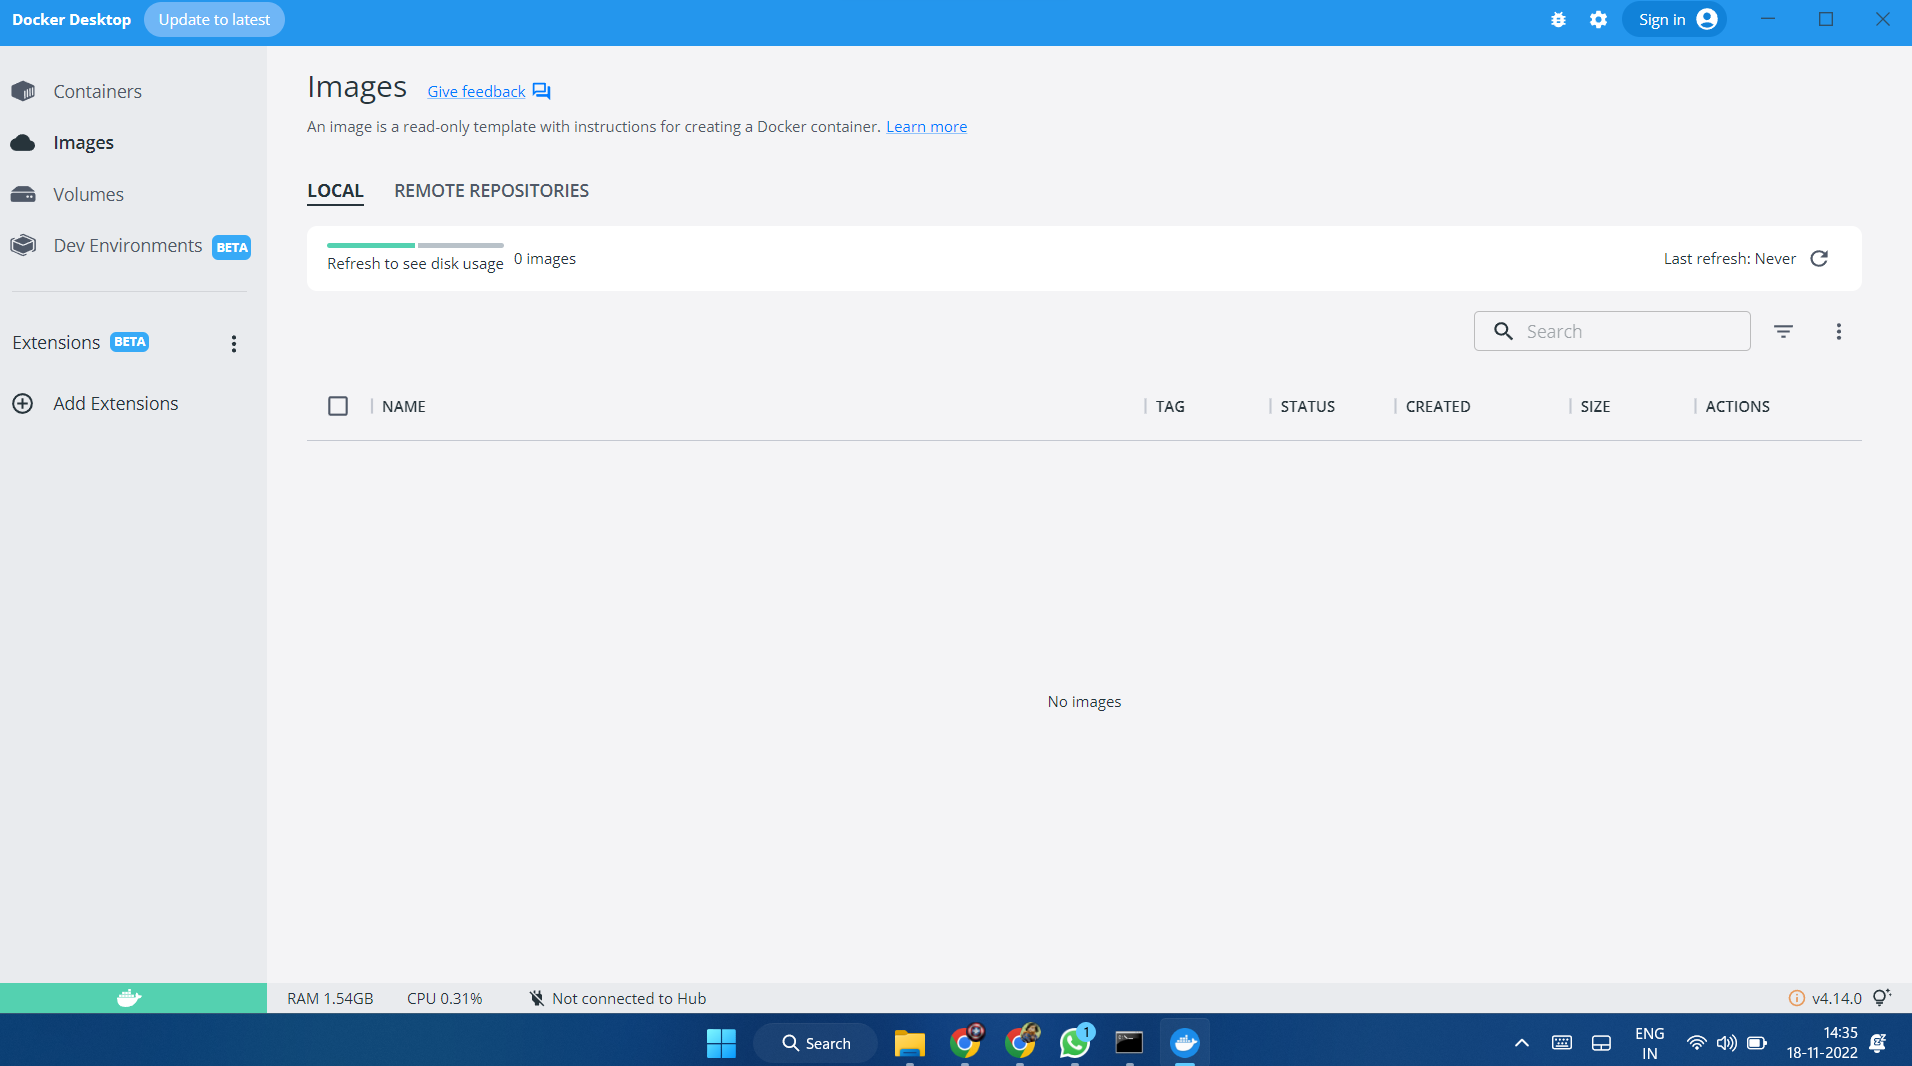 Docker Desktop Update to latest Sign in
Containers
Images
Volumes
Dev Environments BETA
Extensions BETA
Add Extensions
Images Give feedback
An image is a read-only template with instructions for creating a Docker container. Learn more
LOCAL REMOTE REPOSITORIES
Refresh to see disk usage 0 images Last refresh: Never
Search
NAME TAG STATUS CREATED SIZE ACTIONS
No images
RAM 1.54GB CPU 0.31% Not connected to Hub v4.14.0
Search 1 ENG 14:35
IN 18-11-2022